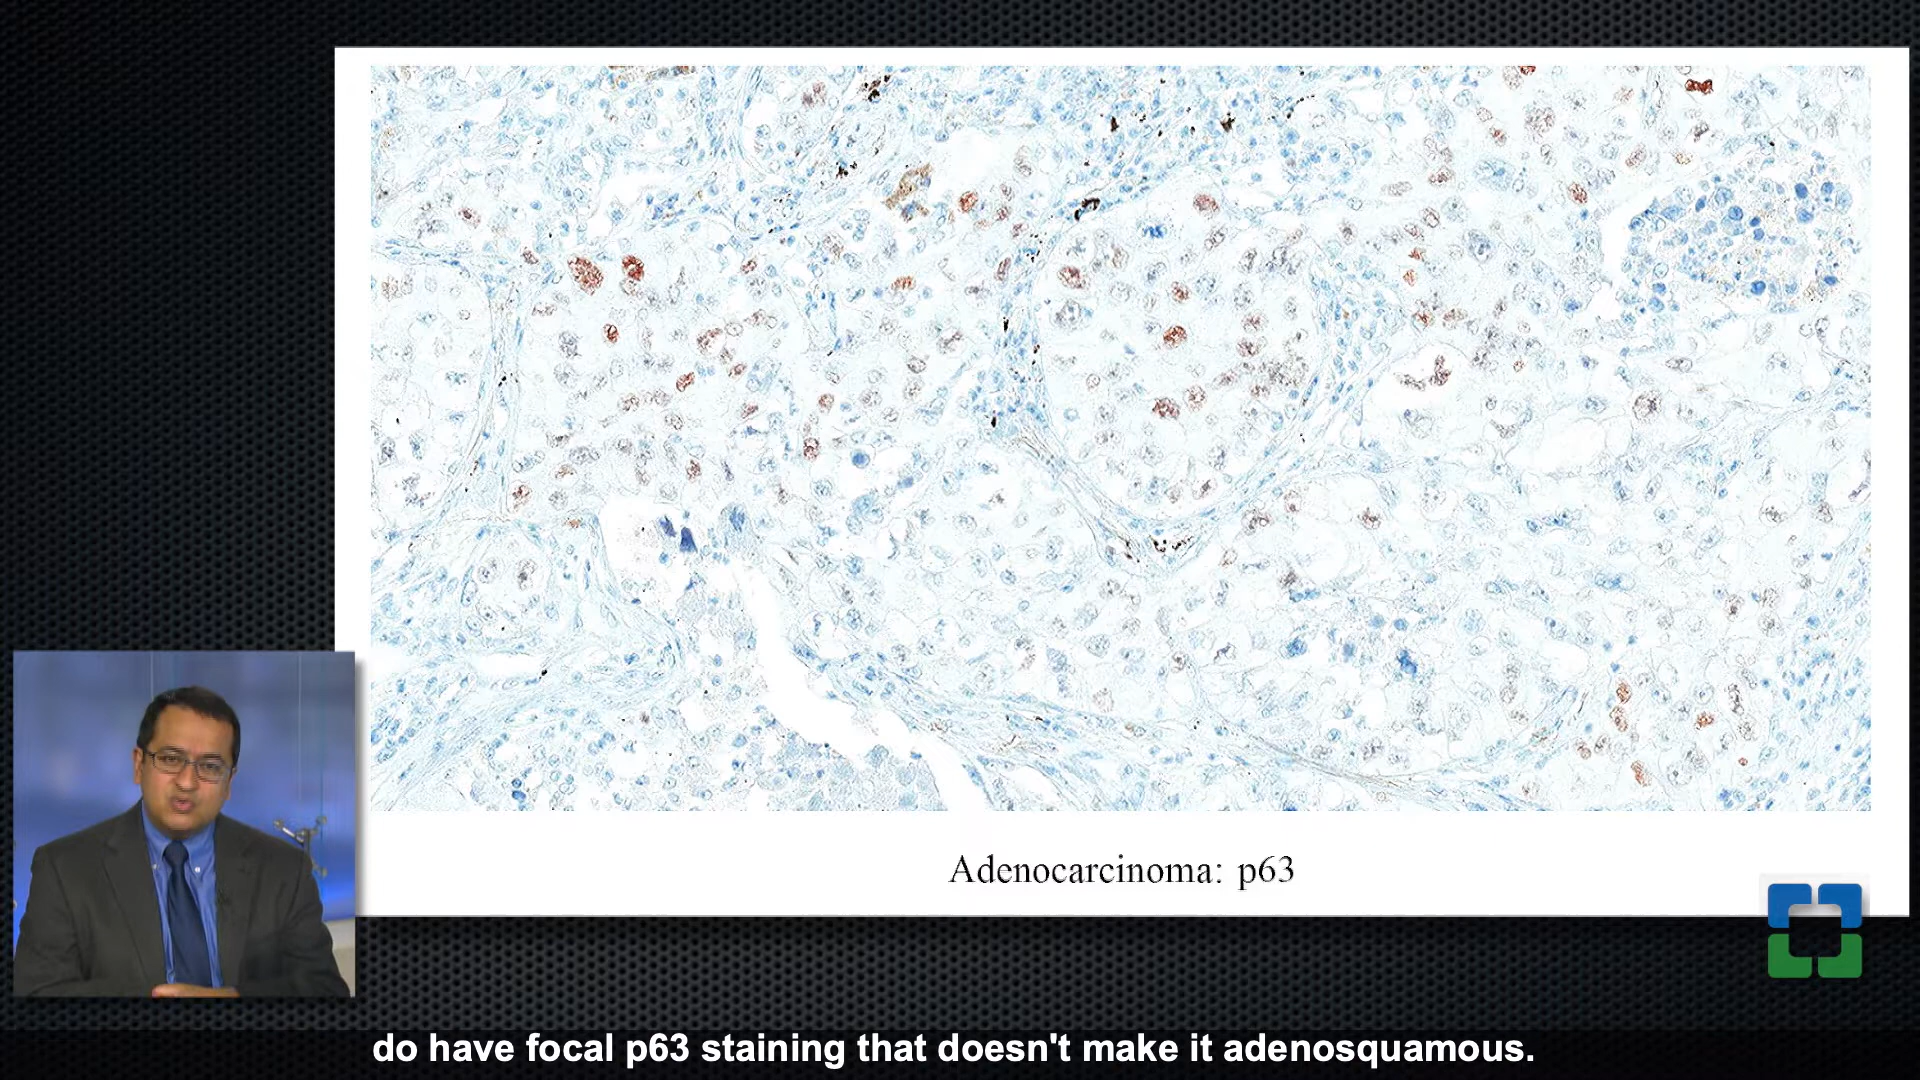 Adenocarcinoma: p63
do have focal p63 staining that doesn't make it adenosquamous.